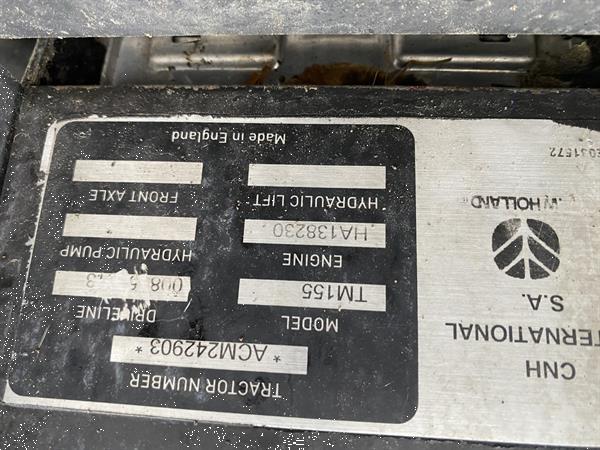 CNH
INTERNATIONAL
S.A.
HOLLAND
TRACTOR NUMBER
* ACM242903 *
MODEL
TM155
DRIVELINE
ENGINE
HA138230
HYDRAULIC PUMP
HYDRAULIC LIFT
FRONT AXLE
Made in England